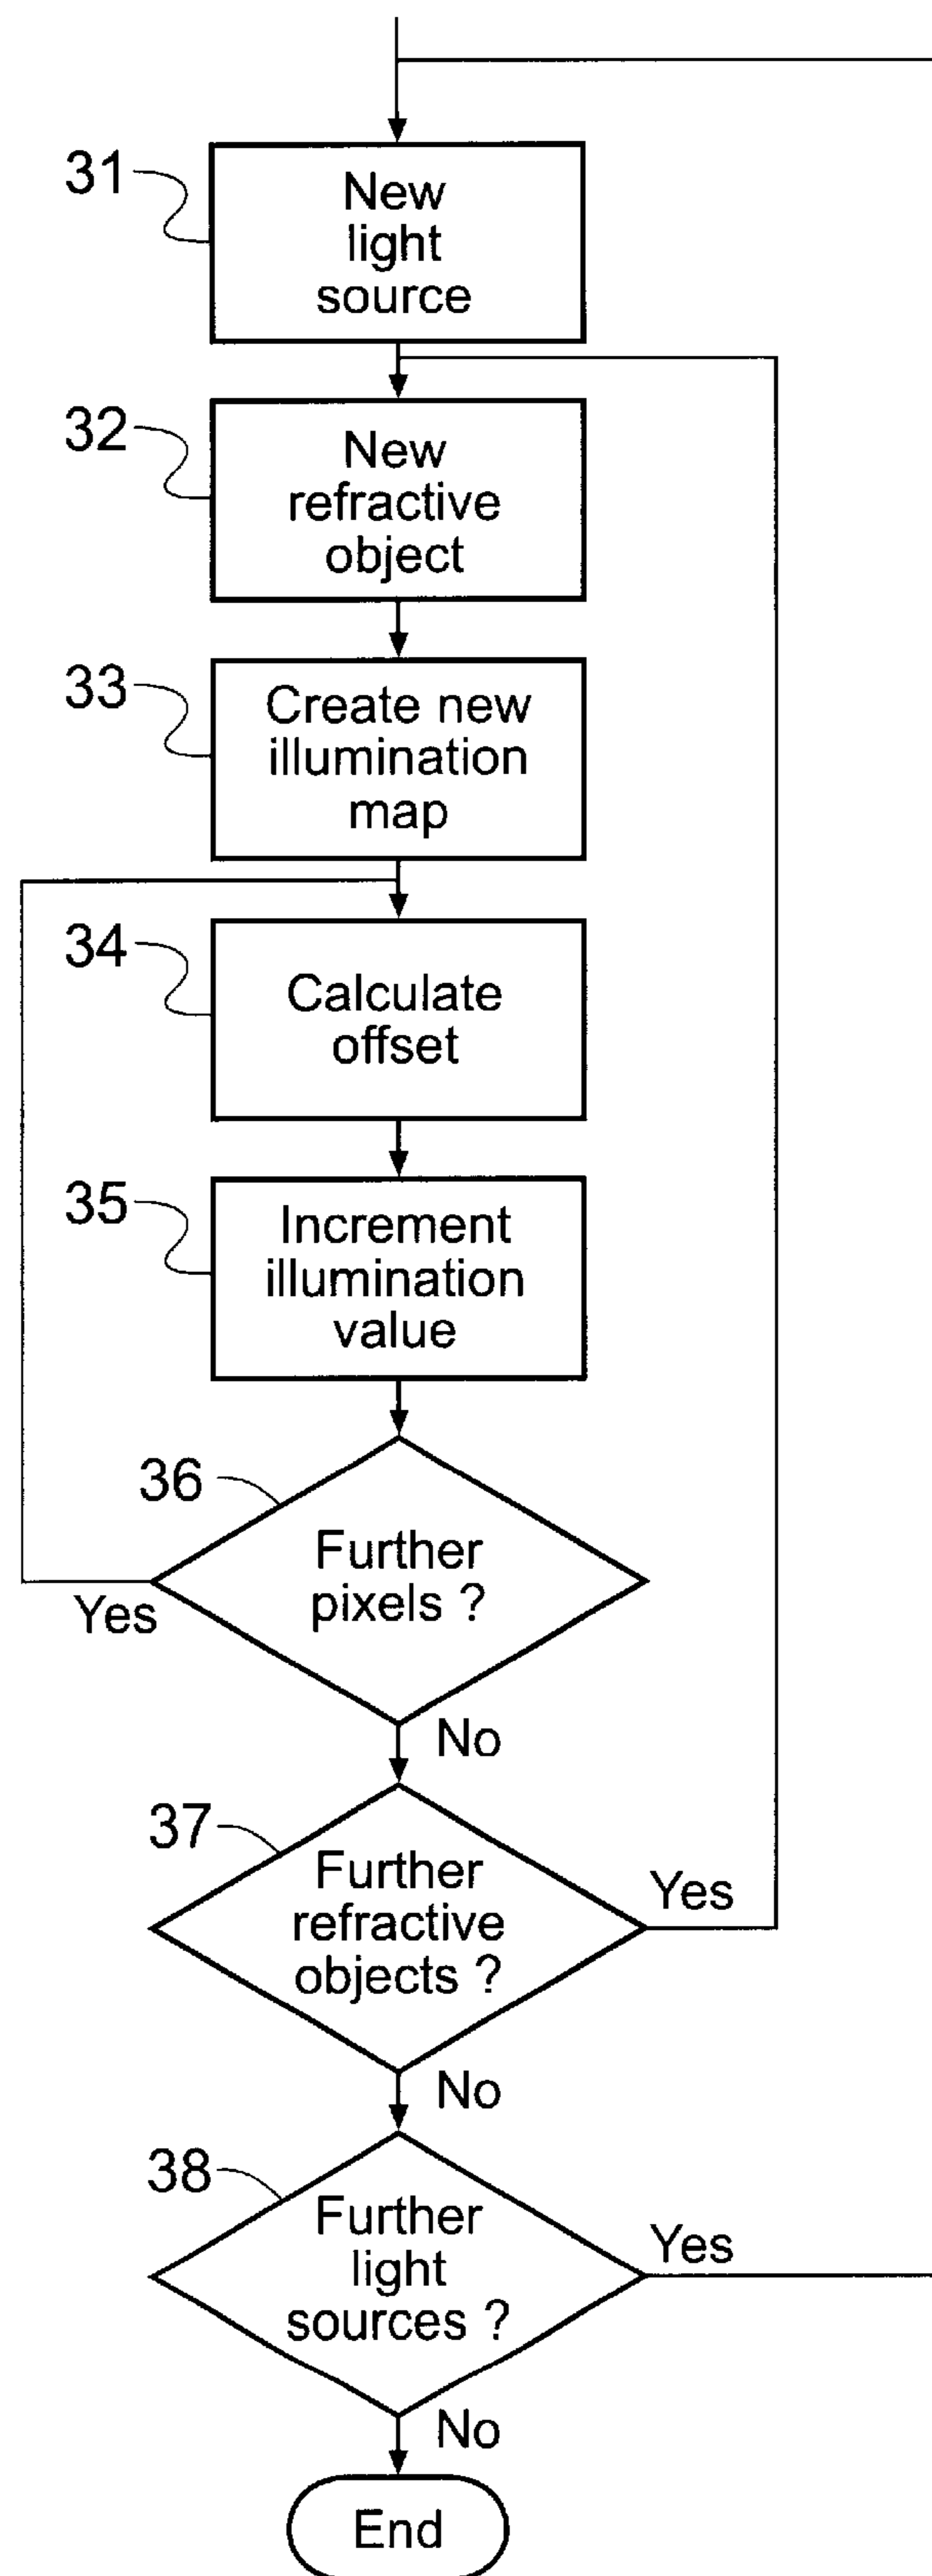 31
New
light
source
32
New
refractive
object
33
Create new
illumination
map
34
Calculate
offset
35
Increment
illumination
value
36
Further
pixels ?
Yes
No
37
Further
refractive
objects ?
Yes
No
38
Further
light
sources ?
Yes
No
End